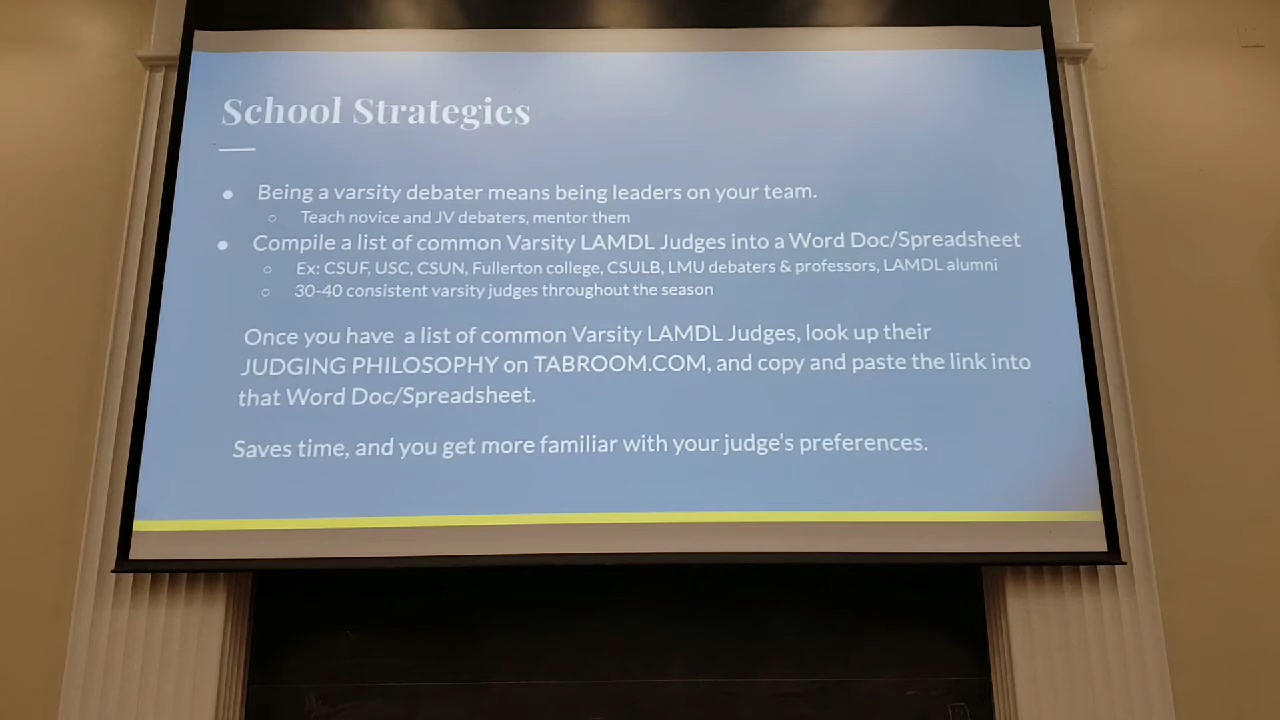 School Strategies
● Being a varsity debater means being leaders on your team.
○ Teach novice and JV debaters, mentor them
● Compile a list of common Varsity LAMDL Judges into a Word Doc/Spreadsheet
○ Ex: CSUF, USC, CSUN, Fullerton college, CSULB, LMU debaters & professors, LAMDL alumni
○ 30-40 consistent varsity judges throughout the season
Once you have a list of common Varsity LAMDL Judges, look up their
JUDGING PHILOSOPHY on TABROOM.COM, and copy and paste the link into
that Word Doc/Spreadsheet.
Saves time, and you get more familiar with your judge's preferences.